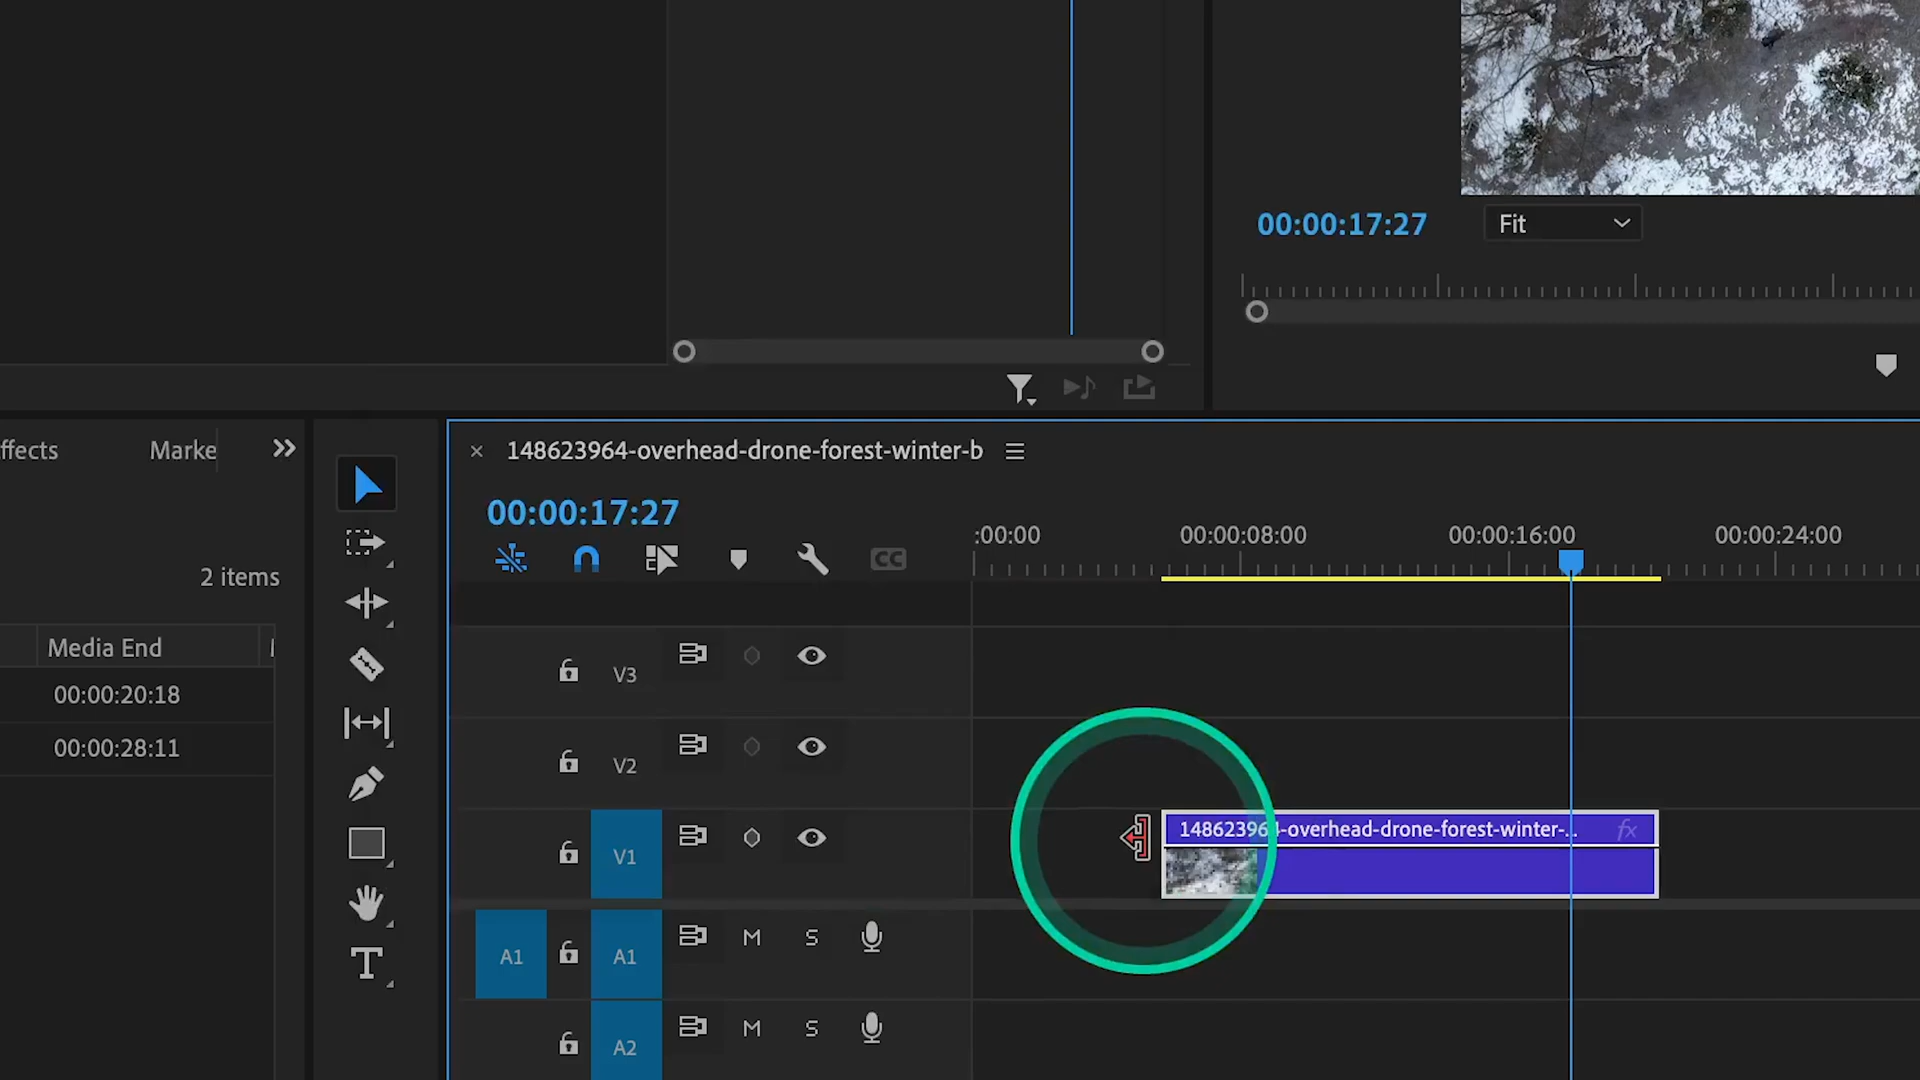 00:00:17:27
Fit
ffects
Marke
148623964-overhead-drone-forest-winter-b
00:00:17:27
:00:00
00:00:08:00
00:00:16:00
00:00:24:00
CC
2 items
Media End
00:00:20:18
00:00:28:11
V3
V2
V1
148623964-overhead-drone-forest-winter-...
fx
A1
A1
M
S
A2
M
S